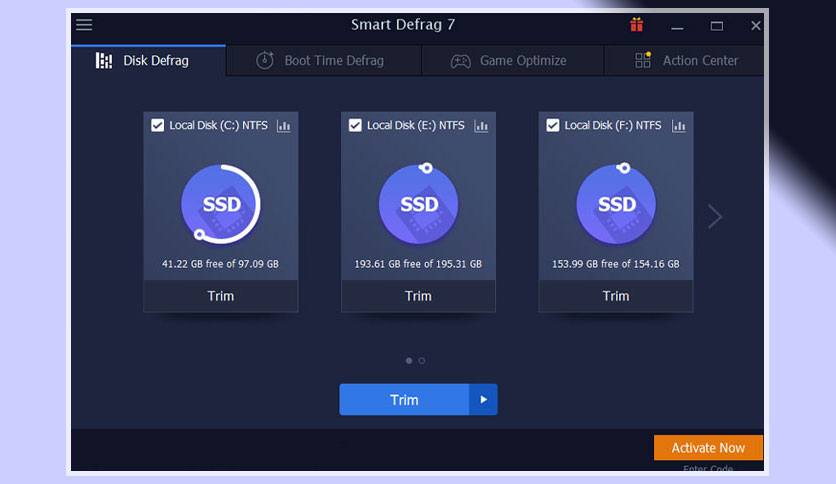 Smart Defrag 7
Disk Defrag
Boot Time Defrag
Game Optimize
Action Center
Local Disk (C:) NTFS
SSD
41.22 GB free of 97.09 GB
Trim
Local Disk (E:) NTFS
SSD
193.61 GB free of 195.31 GB
Trim
Local Disk (F:) NTFS
SSD
153.99 GB free of 154.16 GB
Trim
Trim
Activate Now
Enter Code